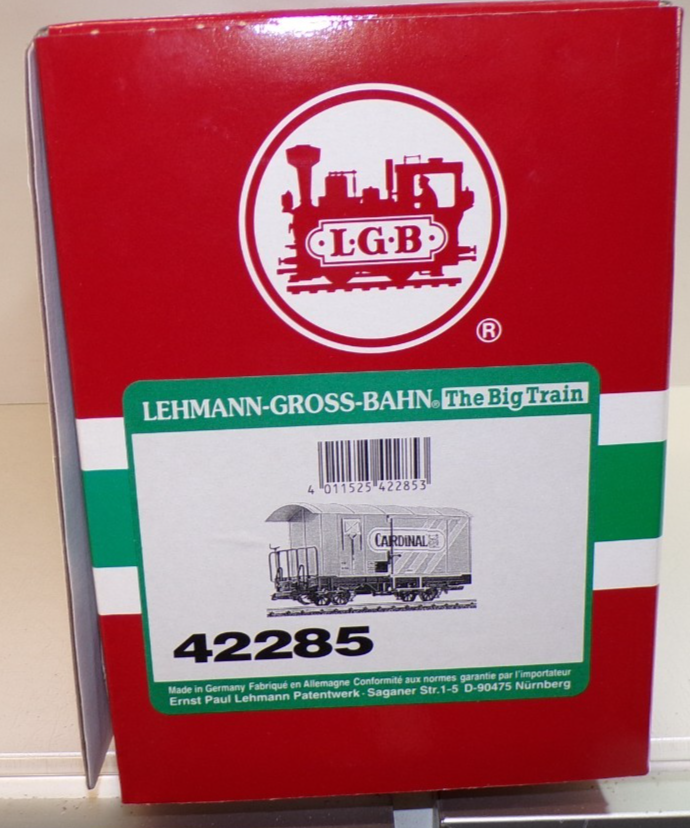 ·L·G·B·
®
LEHMANN-GROSS-BAHN® The Big Train
4 011525 422853
CARDINAL
42285
Made in Germany Fabriqué en Allemagne Conformité aux normes garantie par l'importateur
Ernst Paul Lehmann Patentwerk · Saganer Str.1-5 D-90475 Nürnberg